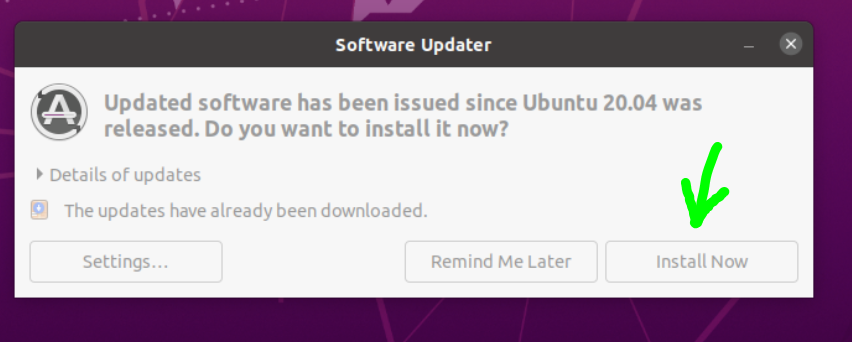 Software Updater
Updated software has been issued since Ubuntu 20.04 was
released. Do you want to install it now?
Details of updates
The updates have already been downloaded.
Settings…
Remind Me Later
Install Now